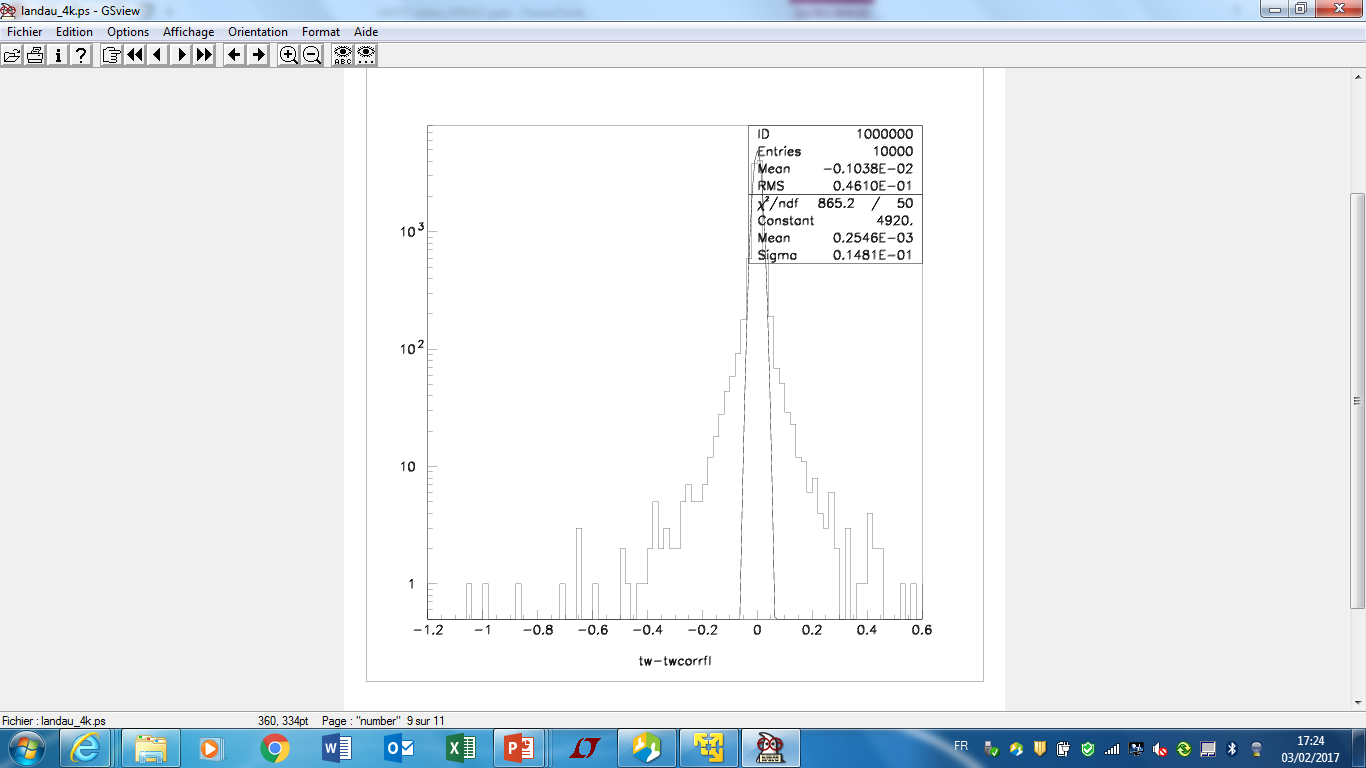 landau_4k.ps - GSview
Fichier Edition Options Affichage Orientation Format Aide
ID 1000000
Entries 10000
Mean -0.1038E-02
RMS 0.4610E-01
χ²/ndf 865.2 / 50
Constant 4920.
Mean 0.2546E-03
Sigma 0.1481E-01
10³
10²
10
1
-1.2 -1 -0.8 -0.6 -0.4 -0.2 0 0.2 0.4 0.6
tw-twcorrfl
Fichier : landau_4k.ps 360, 334pt Page : "number" 9 sur 11
FR 17:24
03/02/2017